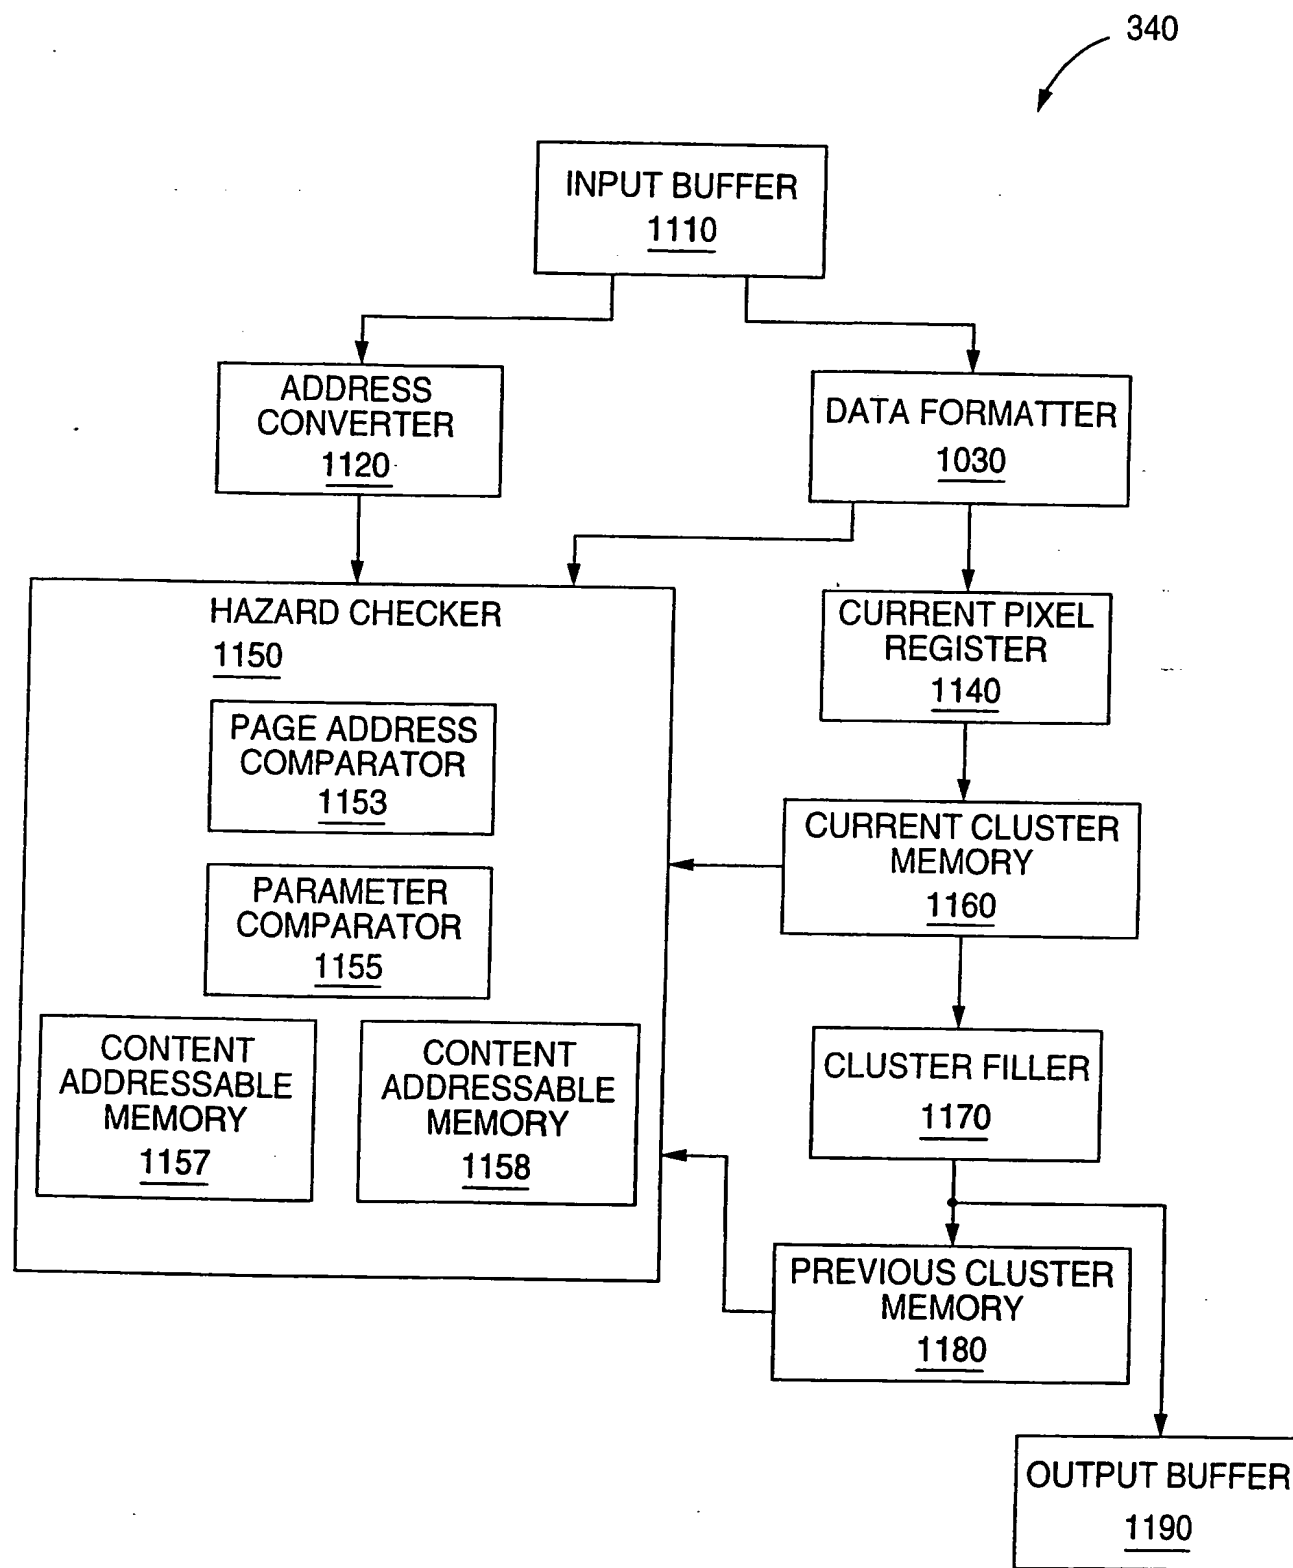 340
INPUT BUFFER
1110
ADDRESS
CONVERTER
1120
DATA FORMATTER
1030
HAZARD CHECKER
1150
CURRENT PIXEL
REGISTER
1140
PAGE ADDRESS
COMPARATOR
1153
CURRENT CLUSTER
MEMORY
1160
PARAMETER
COMPARATOR
1155
CONTENT
ADDRESSABLE
MEMORY
1157
CONTENT
ADDRESSABLE
MEMORY
1158
CLUSTER FILLER
1170
PREVIOUS CLUSTER
MEMORY
1180
OUTPUT BUFFER
1190